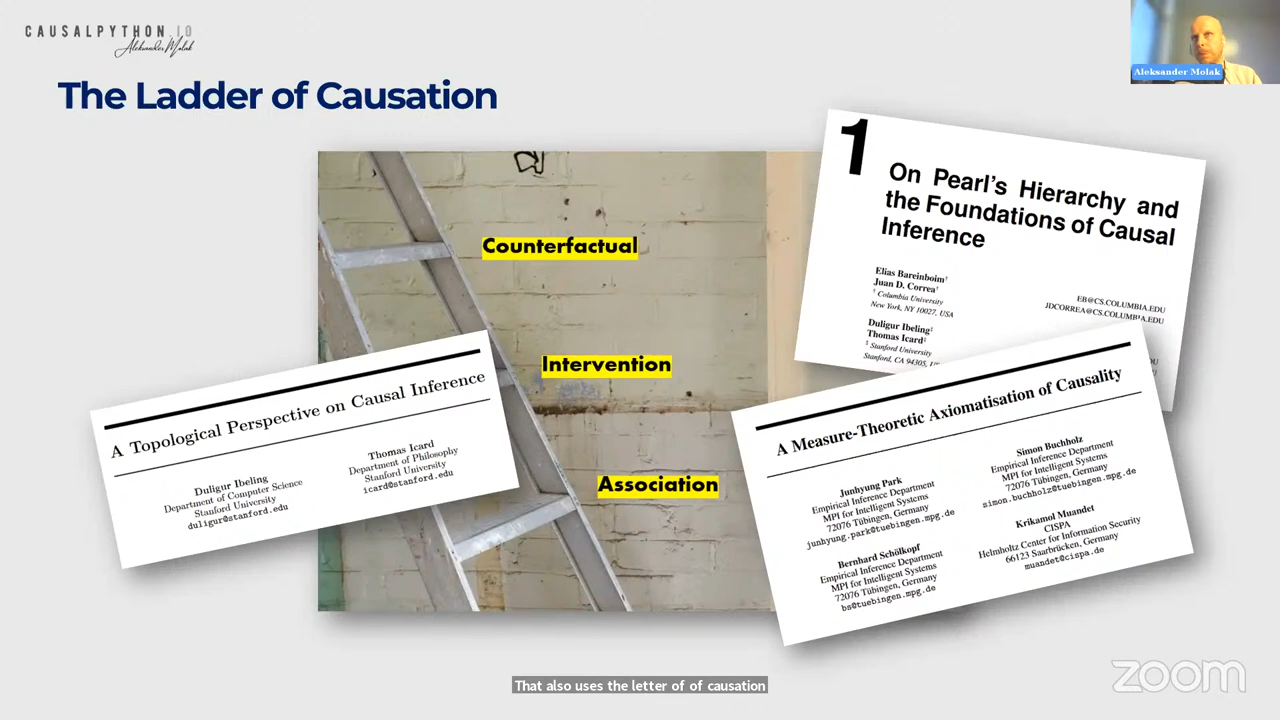 CAUSALPYTHON.IO
Aleksander Molak
Aleksander Molak
The Ladder of Causation
Counterfactual
Intervention
Association
1
On Pearl's Hierarchy and
the Foundations of Causal
Inference
Elias Bareinboim†
Juan D. Correa†
† Columbia University
New York, NY 10027, USA
EB@CS.COLUMBIA.EDU
JDCORREA@CS.COLUMBIA.EDU
Duligur Ibeling‡
Thomas Icard‡
‡ Stanford University
Stanford, CA 94305,
A Topological Perspective on Causal Inference
Duligur Ibeling
Department of Computer Science
Stanford University
duligur@stanford.edu
Thomas Icard
Department of Philosophy
Stanford University
icard@stanford.edu
A Measure-Theoretic Axiomatisation of Causality
Junhyung Park
Empirical Inference Department
MPI for Intelligent Systems
72076 Tübingen, Germany
junhyung.park@tuebingen.mpg.de
Simon Buchholz
Empirical Inference Department
MPI for Intelligent Systems
72076 Tübingen, Germany
simon.buchholz@tuebingen.mpg.de
Bernhard Schölkopf
Empirical Inference Department
MPI for Intelligent Systems
72076 Tübingen, Germany
bs@tuebingen.mpg.de
Krikamol Muandet
CISPA
Helmholtz Center for Information Security
66123 Saarbrücken, Germany
muandet@cispa.de
That also uses the letter of of causation
zoom